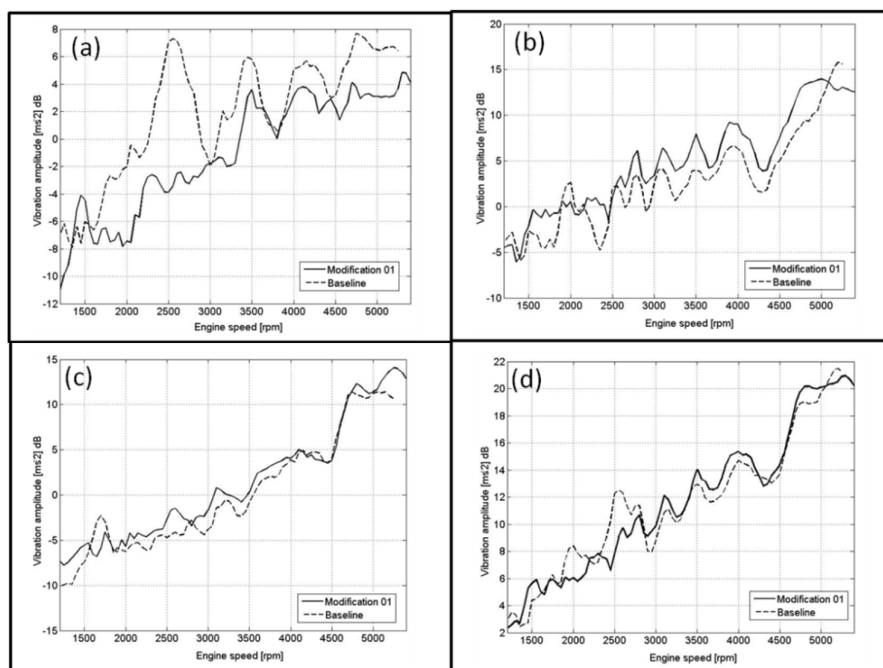 (a)
Vibration amplitude [ms2] dB
8
6
4
2
0
-2
-4
-6
-8
-10
-12
1500 2000 2500 3000 3500 4000 4500 5000
Engine speed [rpm]
Modification 01
Baseline
(b)
Vibration amplitude [ms2] dB
20
15
10
5
0
-5
-10
1500 2000 2500 3000 3500 4000 4500 5000
Engine speed [rpm]
Modification 01
Baseline
(c)
Vibration amplitude [ms2] dB
15
10
5
0
-5
-10
-15
1500 2000 2500 3000 3500 4000 4500 5000
Engine speed [rpm]
Modification 01
Baseline
(d)
Vibration amplitude [ms2] dB
22
20
18
16
14
12
10
8
6
4
2
1500 2000 2500 3000 3500 4000 4500 5000
Engine speed [rpm]
Modification 01
Baseline